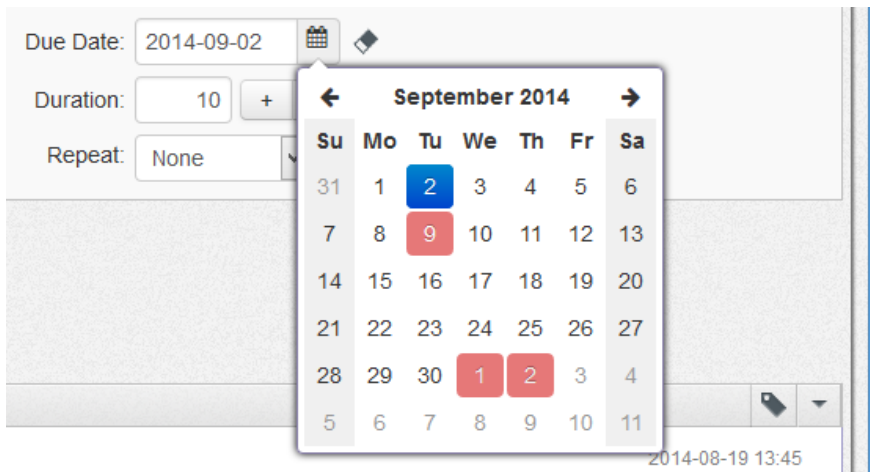 Due Date: 2014-09-02
Duration: 10 +
Repeat: None
September 2014
Su Mo Tu We Th Fr Sa
31 1 2 3 4 5 6
7 8 9 10 11 12 13
14 15 16 17 18 19 20
21 22 23 24 25 26 27
28 29 30 1 2 3 4
5 6 7 8 9 10 11
2014-08-19 13:45